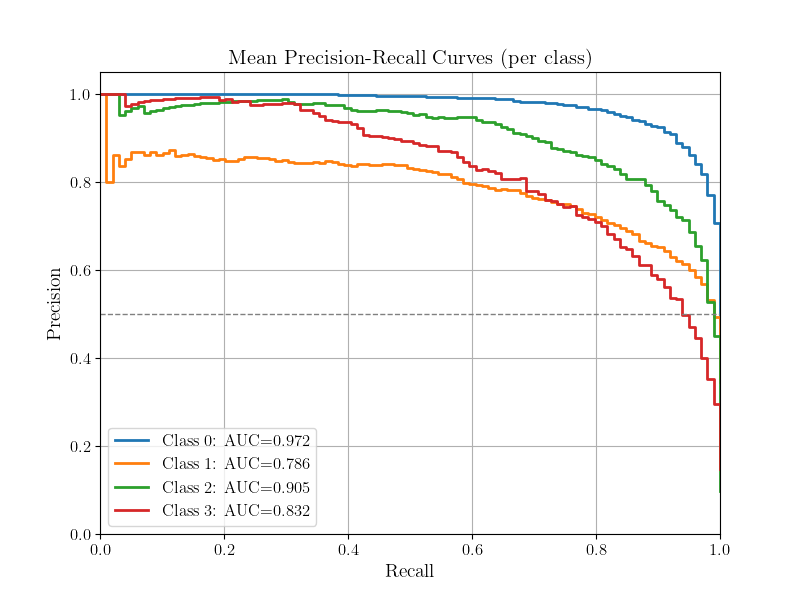 Mean Precision-Recall Curves (per class)
Precision
1.0
0.8
0.6
0.4
0.2
0.0
Class 0: AUC=0.972
Class 1: AUC=0.786
Class 2: AUC=0.905
Class 3: AUC=0.832
0.0 0.2 0.4 0.6 0.8 1.0
Recall